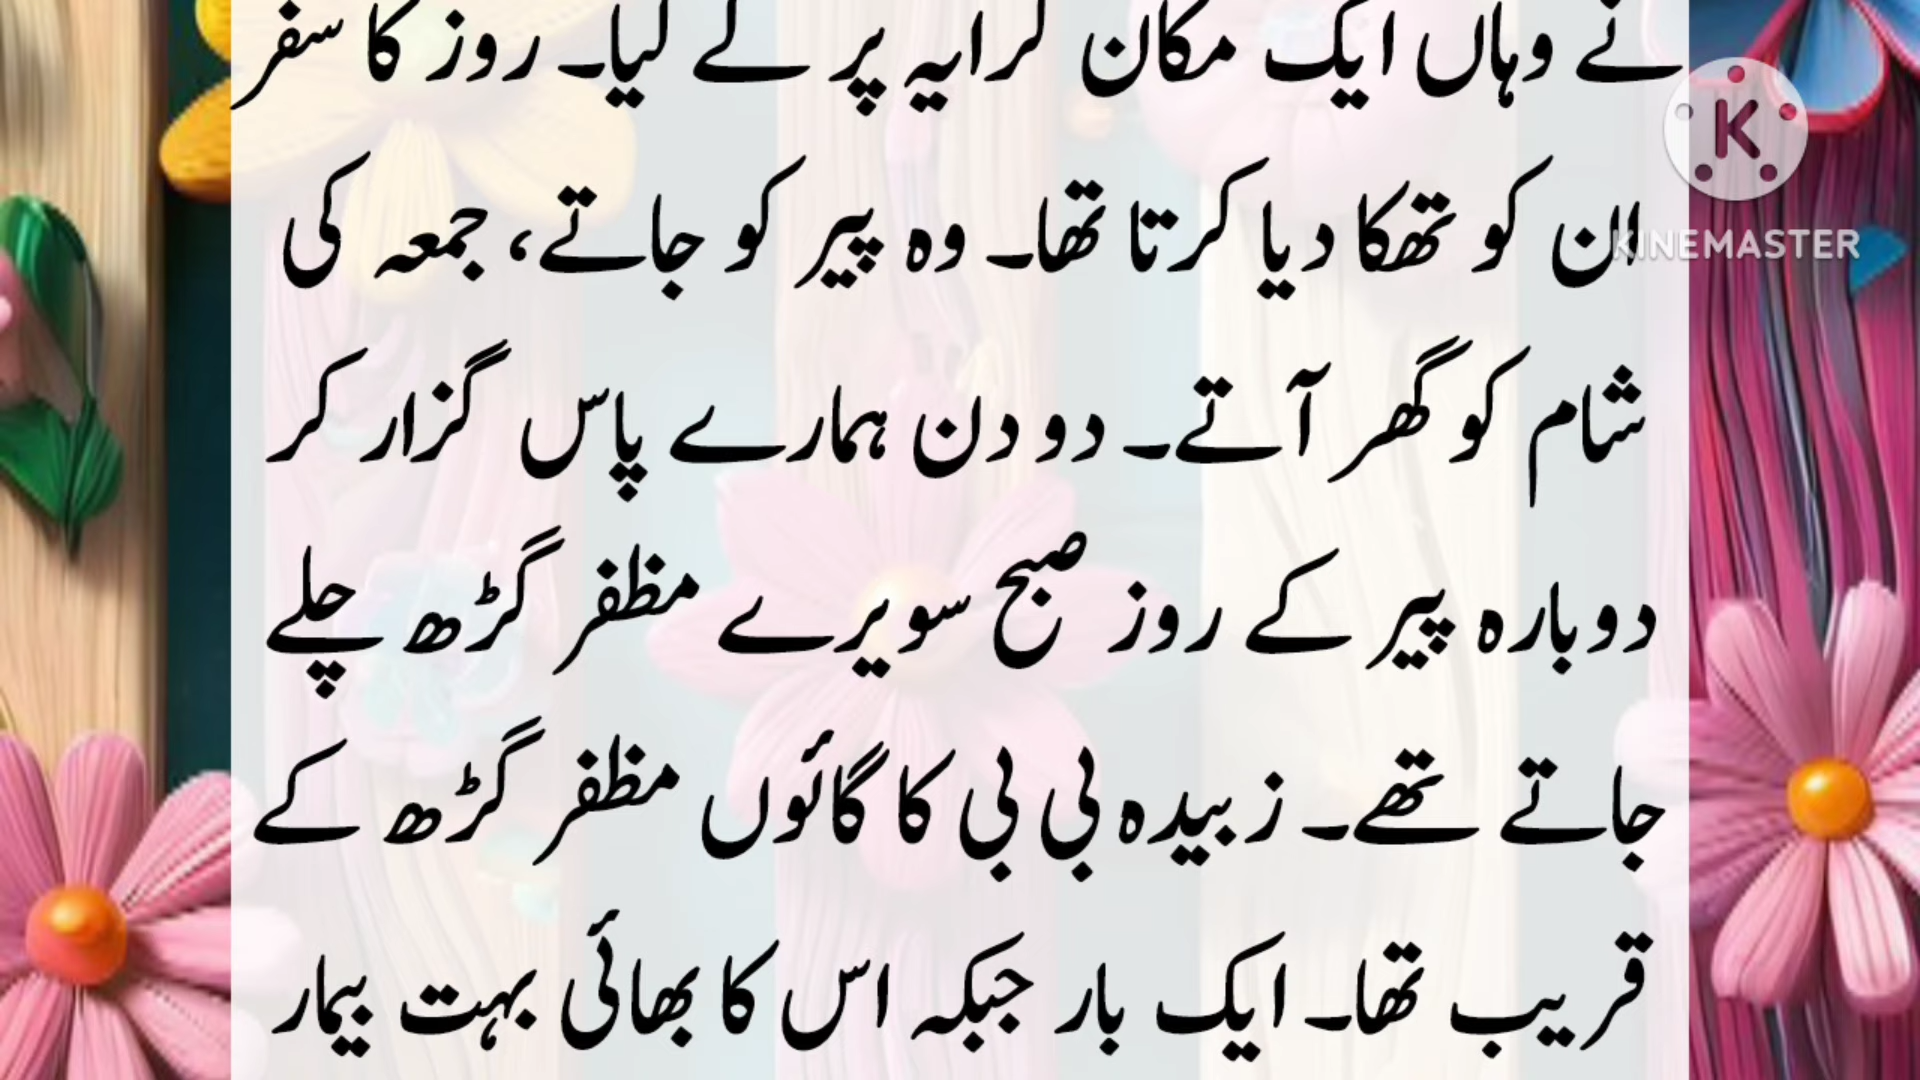 نے وہاں ایک مکان کرایہ پر لے لیا۔ روز کا سفر
ان کو تھکا دیا کرتا تھا۔ وہ پیر کو جاتے، جمعہ کی
شام کو گھر آتے۔ دو دن ہمارے پاس گزار کر
دوبارہ پیر کے روز صبح سویرے مظفر گڑھ چلے
جاتے تھے۔ زبیدہ بی بی کا گائوں مظفر گڑھ کے
قریب تھا۔ ایک بار جبکہ اس کا بھائی بہت بیمار
K
KINEMASTER